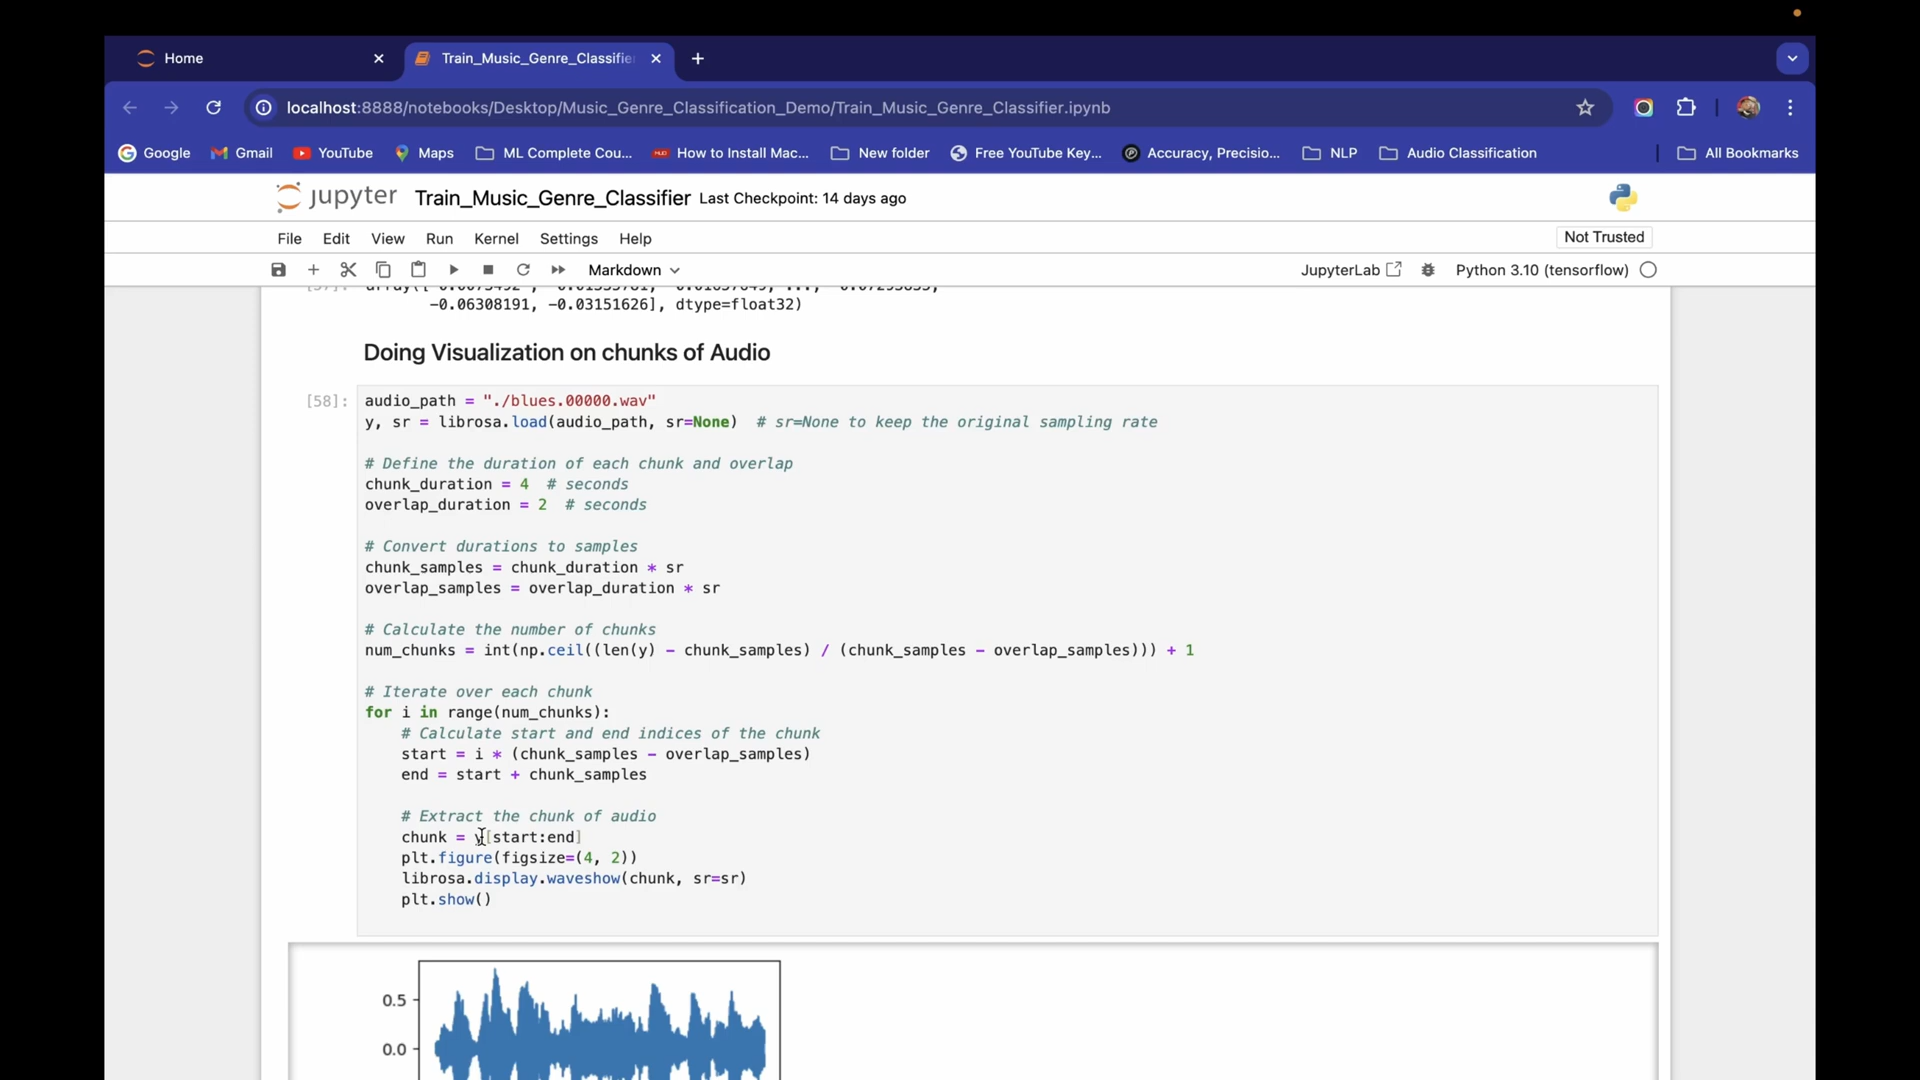 Home
Train_Music_Genre_Classifie
localhost:8888/notebooks/Desktop/Music_Genre_Classification_Demo/Train_Music_Genre_Classifier.ipynb
Google Gmail YouTube Maps ML Complete Cou... How to Install Mac... New folder Free YouTube Key... Accuracy, Precisio... NLP Audio Classification All Bookmarks
jupyter Train_Music_Genre_Classifier Last Checkpoint: 14 days ago
File Edit View Run Kernel Settings Help Not Trusted
Markdown JupyterLab Python 3.10 (tensorflow)
-0.06308191, -0.03151626], dtype=float32)
Doing Visualization on chunks of Audio
[58]: audio_path = "./blues.00000.wav"
y, sr = librosa.load(audio_path, sr=None) # sr=None to keep the original sampling rate
# Define the duration of each chunk and overlap
chunk_duration = 4 # seconds
overlap_duration = 2 # seconds
# Convert durations to samples
chunk_samples = chunk_duration * sr
overlap_samples = overlap_duration * sr
# Calculate the number of chunks
num_chunks = int(np.ceil((len(y) - chunk_samples) / (chunk_samples - overlap_samples))) + 1
# Iterate over each chunk
for i in range(num_chunks):
# Calculate start and end indices of the chunk
start = i * (chunk_samples - overlap_samples)
end = start + chunk_samples
# Extract the chunk of audio
chunk = y[start:end]
plt.figure(figsize=(4, 2))
librosa.display.waveshow(chunk, sr=sr)
plt.show()
0.5
0.0